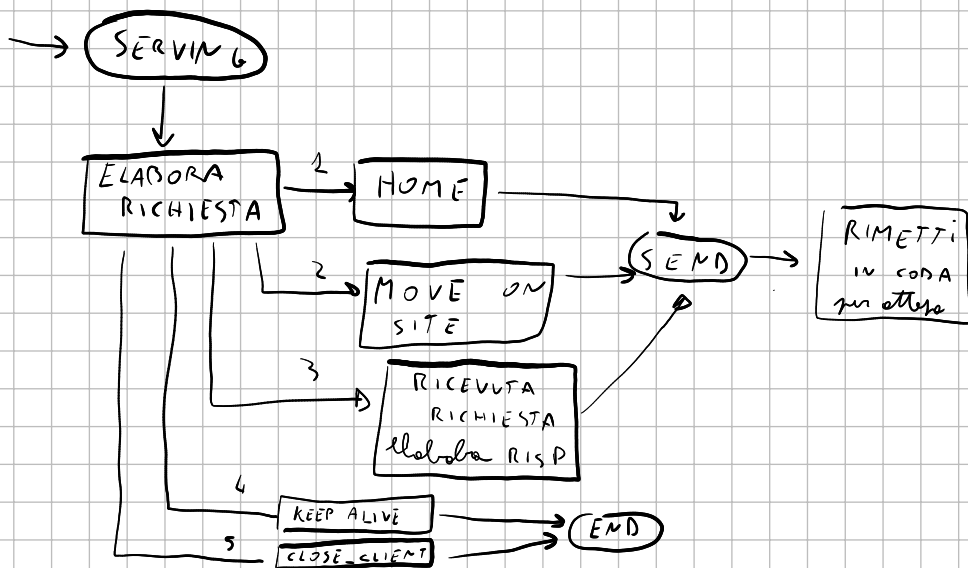 SERVING
ELABORA
RICHIESTA
1
HOME
2
MOVE ON
SITE
3
RICEVUTA
RICHIESTA
elabora RISP
4
KEEP ALIVE
5
CLOSE_CLIENT
SEND
END
RIMETTI
IN CODA
per attesa